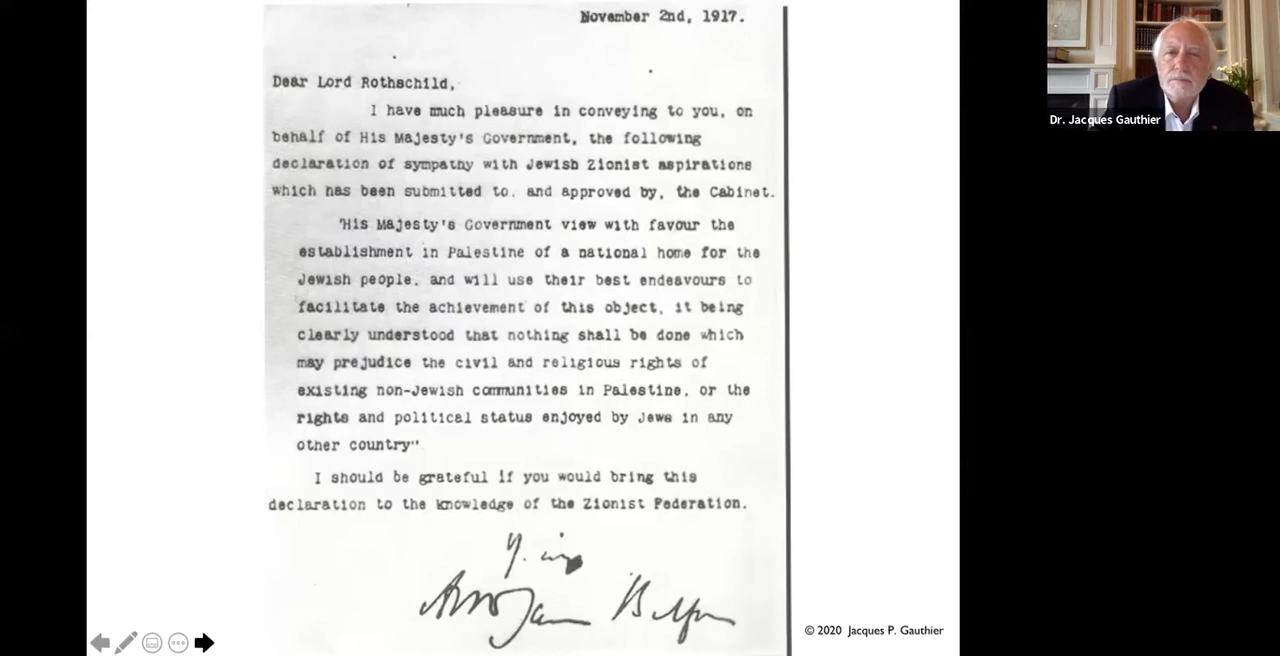 November 2nd, 1917.
Dear Lord Rothschild,
I have much pleasure in conveying to you, on
behalf of His Majesty's Government, the following
declaration of sympathy with Jewish Zionist aspirations
which has been submitted to, and approved by, the Cabinet.
"His Majesty's Government view with favour the
establishment in Palestine of a national home for the
Jewish people, and will use their best endeavours to
facilitate the achievement of this object, it being
clearly understood that nothing shall be done which
may prejudice the civil and religious rights of
existing non-Jewish communities in Palestine, or the
rights and political status enjoyed by Jews in any
other country"
I should be grateful if you would bring this
declaration to the knowledge of the Zionist Federation.
© 2020 Jacques P. Gauthier
Dr. Jacques Gauthier